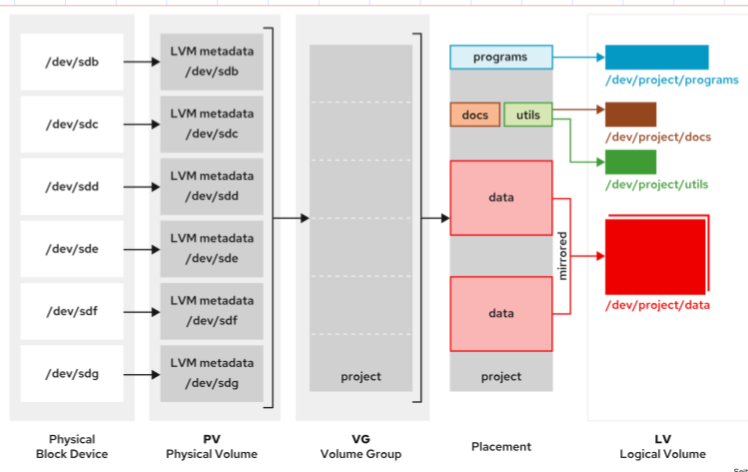 /dev/sdb
/dev/sdc
/dev/sdd
/dev/sde
/dev/sdf
/dev/sdg
LVM metadata
/dev/sdb
LVM metadata
/dev/sdc
LVM metadata
/dev/sdd
LVM metadata
/dev/sde
LVM metadata
/dev/sdf
LVM metadata
/dev/sdg
project
programs
docs
utils
data
data
mirrored
project
/dev/project/programs
/dev/project/docs
/dev/project/utils
/dev/project/data
Physical
Block Device
PV
Physical Volume
VG
Volume Group
Placement
LV
Logical Volume